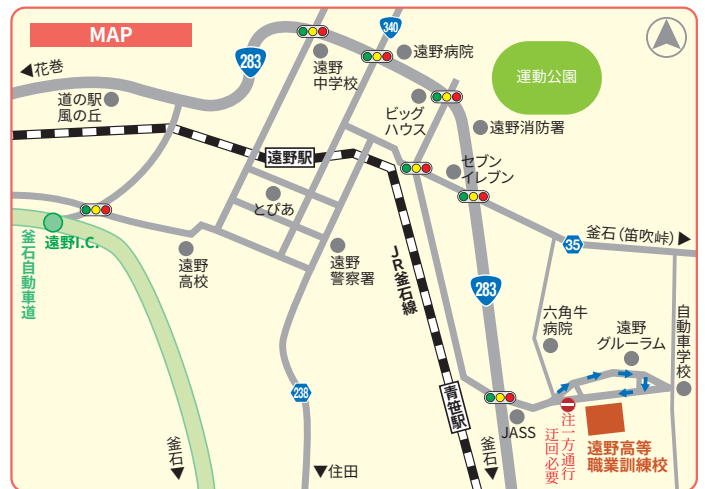 MAP
340
283
◀花巻
遠野
中学校
遠野病院
運動公園
道の駅
風の丘
ビッグ
ハウス
遠野消防署
遠野駅
セブン
イレブン
とぴあ
釜石（笛吹峠）▶
35
遠野I.C.
釜石自動車道
遠野
高校
遠野
警察署
JR釜石線
283
六角牛
病院
遠野
グルーラム
自動車学校
238
青笹駅
JASS
注一方通行
迂回必要
遠野高等
職業訓練校
釜石▼
▼住田
釜石▼